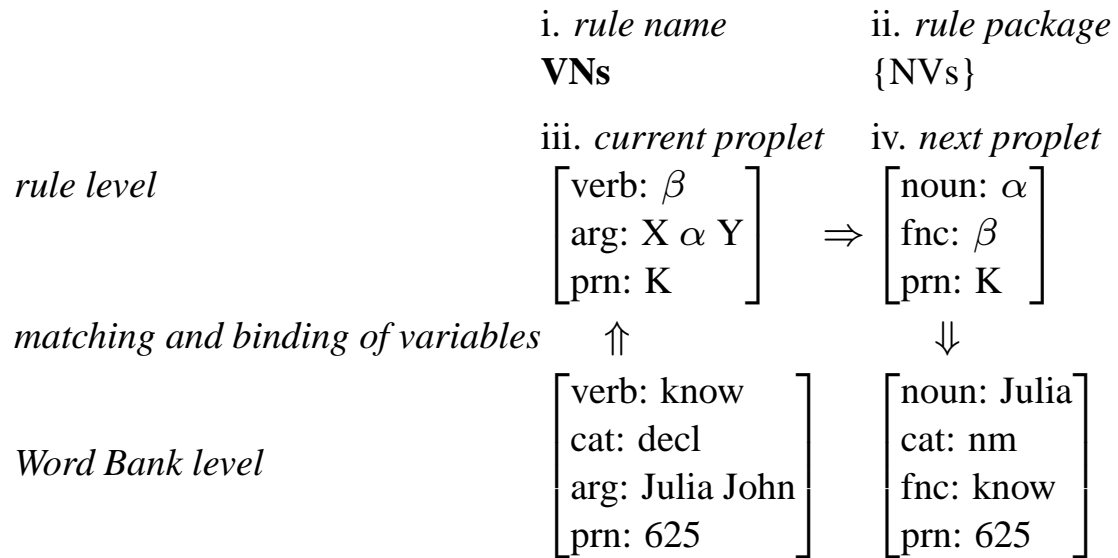 i. rule name ii. rule package
VNs {NVs}
iii. current proplet iv. next proplet
rule level
verb: β noun: α
arg: X α Y ⇒ fnc: β
prn: K prn: K
matching and binding of variables ⇑ ⇓
verb: know noun: Julia
cat: decl cat: nm
Word Bank level
arg: Julia John fnc: know
prn: 625 prn: 625